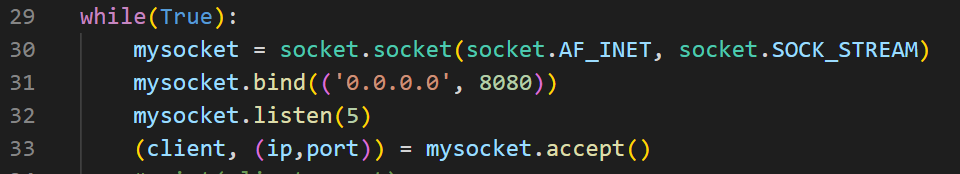 29 while(True):
30 mysocket = socket.socket(socket.AF_INET, socket.SOCK_STREAM)
31 mysocket.bind(('0.0.0.0', 8080))
32 mysocket.listen(5)
33 (client, (ip,port)) = mysocket.accept()